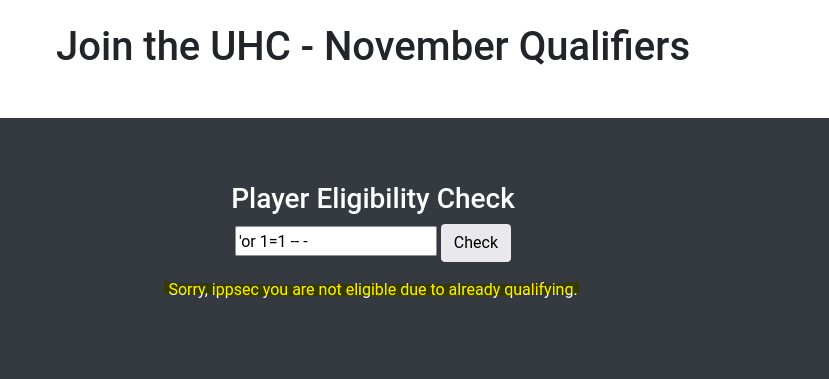 Join the UHC - November Qualifiers
Player Eligibility Check
'or 1=1 -- -
Check
Sorry, ippsec you are not eligible due to already qualifying.